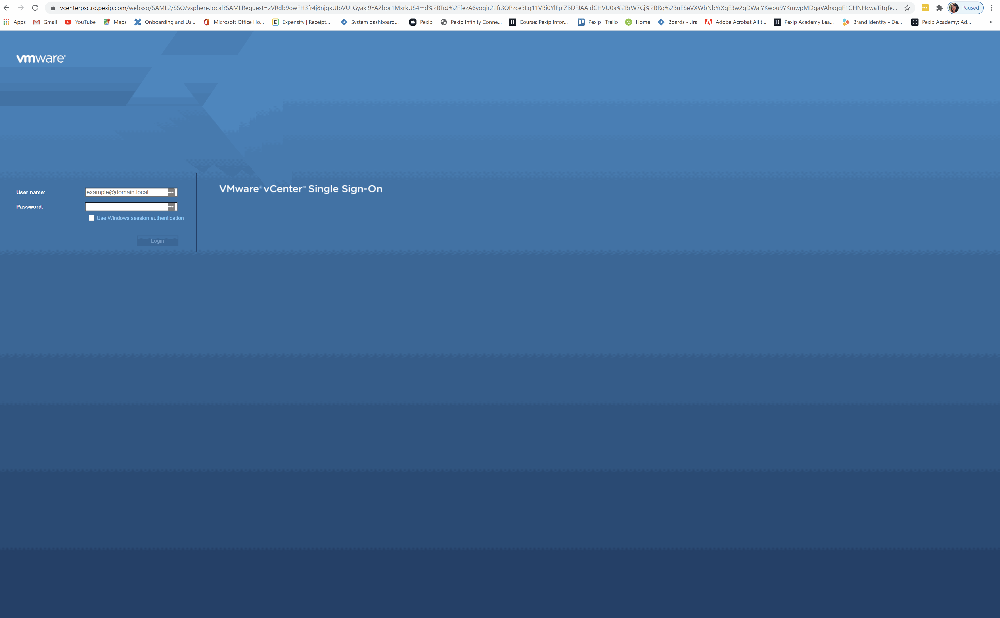 vcenterpsc.rd.pexip.com/websso/SAML2/SSO/vsphere.local?SAMLRequest=zVRdb9owFH3fr4j8njgkUIbVULGyakj9YA2bpr1MxrkUS4md%2BToJ%2FfezA6yoqir2tlfr3OPzce3Lq11VBi0YlFplZBDFJAAldCHVU0a%2BrW7Cj%2BRq%2BuESeVXWbNbYrXqE3w2gDWaIYKwbu9YKmwpMDqaVAhaqgF1GHNHcwaTitqfe... Paused
Apps Gmail YouTube Maps Onboarding and Us... Microsoft Office Ho... Expensify | Receipt... System dashboard... Pexip Pexip Infinity Conne... Course: Pexip Infor... Pexip | Trello Home Boards - Jira Adobe Acrobat All t... Pexip Academy Lea... Brand identity - De... Pexip Academy: Ad... »
vmware®
User name: example@domain.local
Password:
Use Windows session authentication
Login
VMware® vCenter™ Single Sign-On